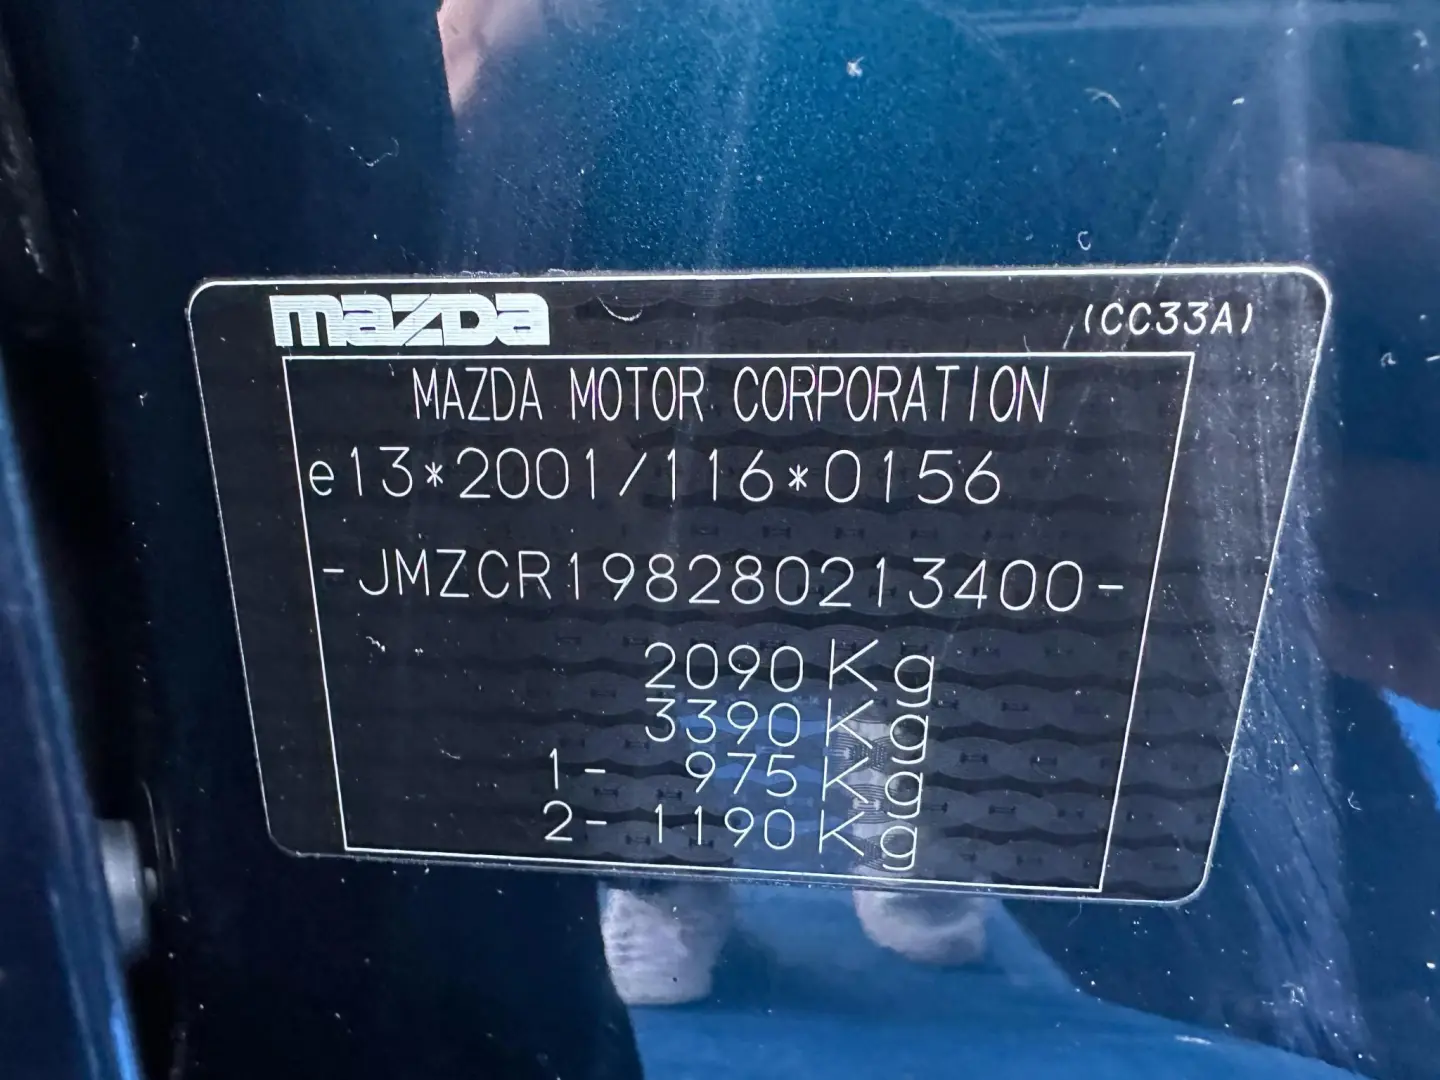 mazda
(CC33A)
MAZDA MOTOR CORPORATION
e13*2001/116*0156
-JMZCR198280213400-
2090 Kg
3390 Kg
1- 975 Kg
2- 1190 Kg